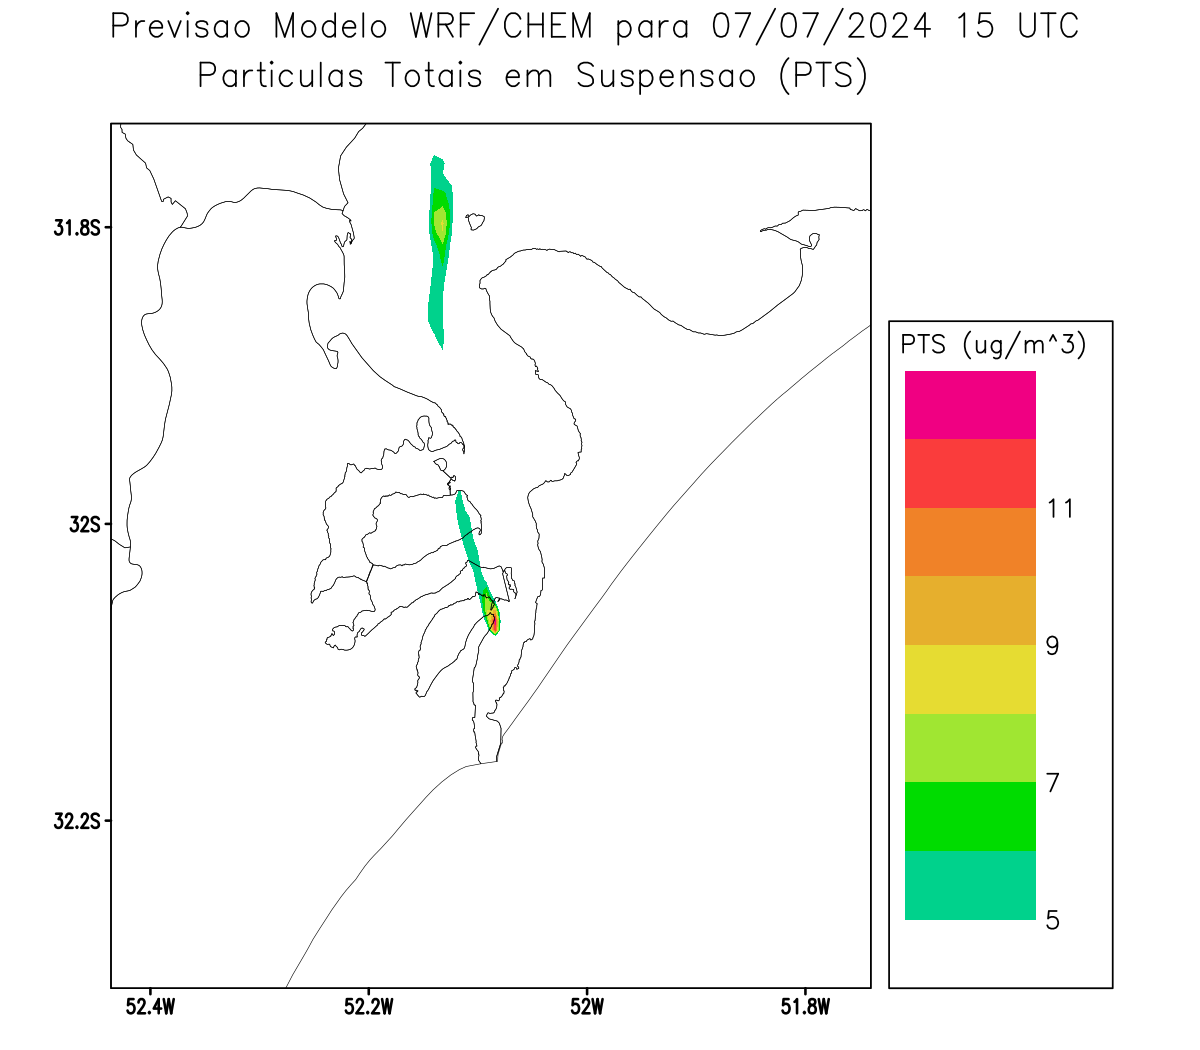 Previsao Modelo WRF/CHEM para 07/07/2024 15 UTC
Particulas Totais em Suspensao (PTS)
31.8S
32S
32.2S
52.4W
52.2W
52W
51.8W
PTS (ug/m^3)
11
9
7
5